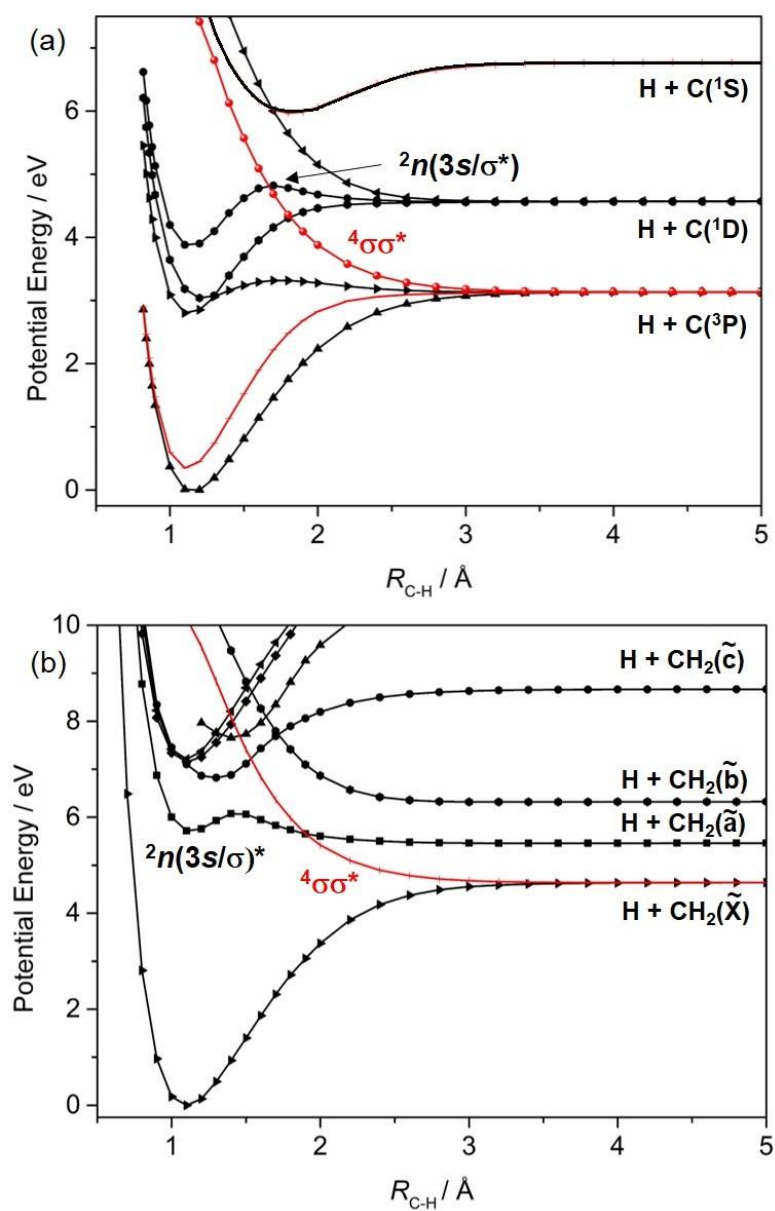 (a)
H + C(¹S)
²n(3s/σ*)
⁴σσ*
H + C(¹D)
H + C(³P)
Potential Energy / eV
6
4
2
0
1 2 3 4 5
R_C-H / Å
(b)
H + CH₂(c̃)
H + CH₂(b̃)
H + CH₂(ã)
²n(3s/σ)*
⁴σσ*
H + CH₂(X̃)
Potential Energy / eV
10
8
6
4
2
0
1 2 3 4 5
R_C-H / Å